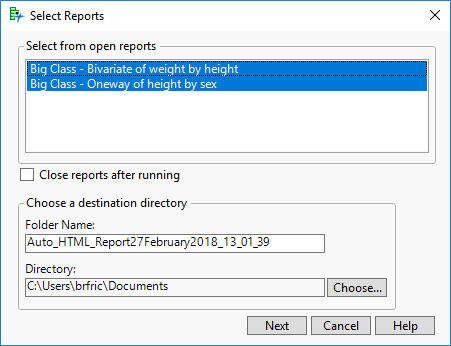 Select Reports
Select from open reports
Big Class - Bivariate of weight by height
Big Class - Oneway of height by sex
Close reports after running
Choose a destination directory
Folder Name:
Auto_HTML_Report27February2018_13_01_39
Directory:
C:\Users\brfric\Documents
Choose...
Next
Cancel
Help